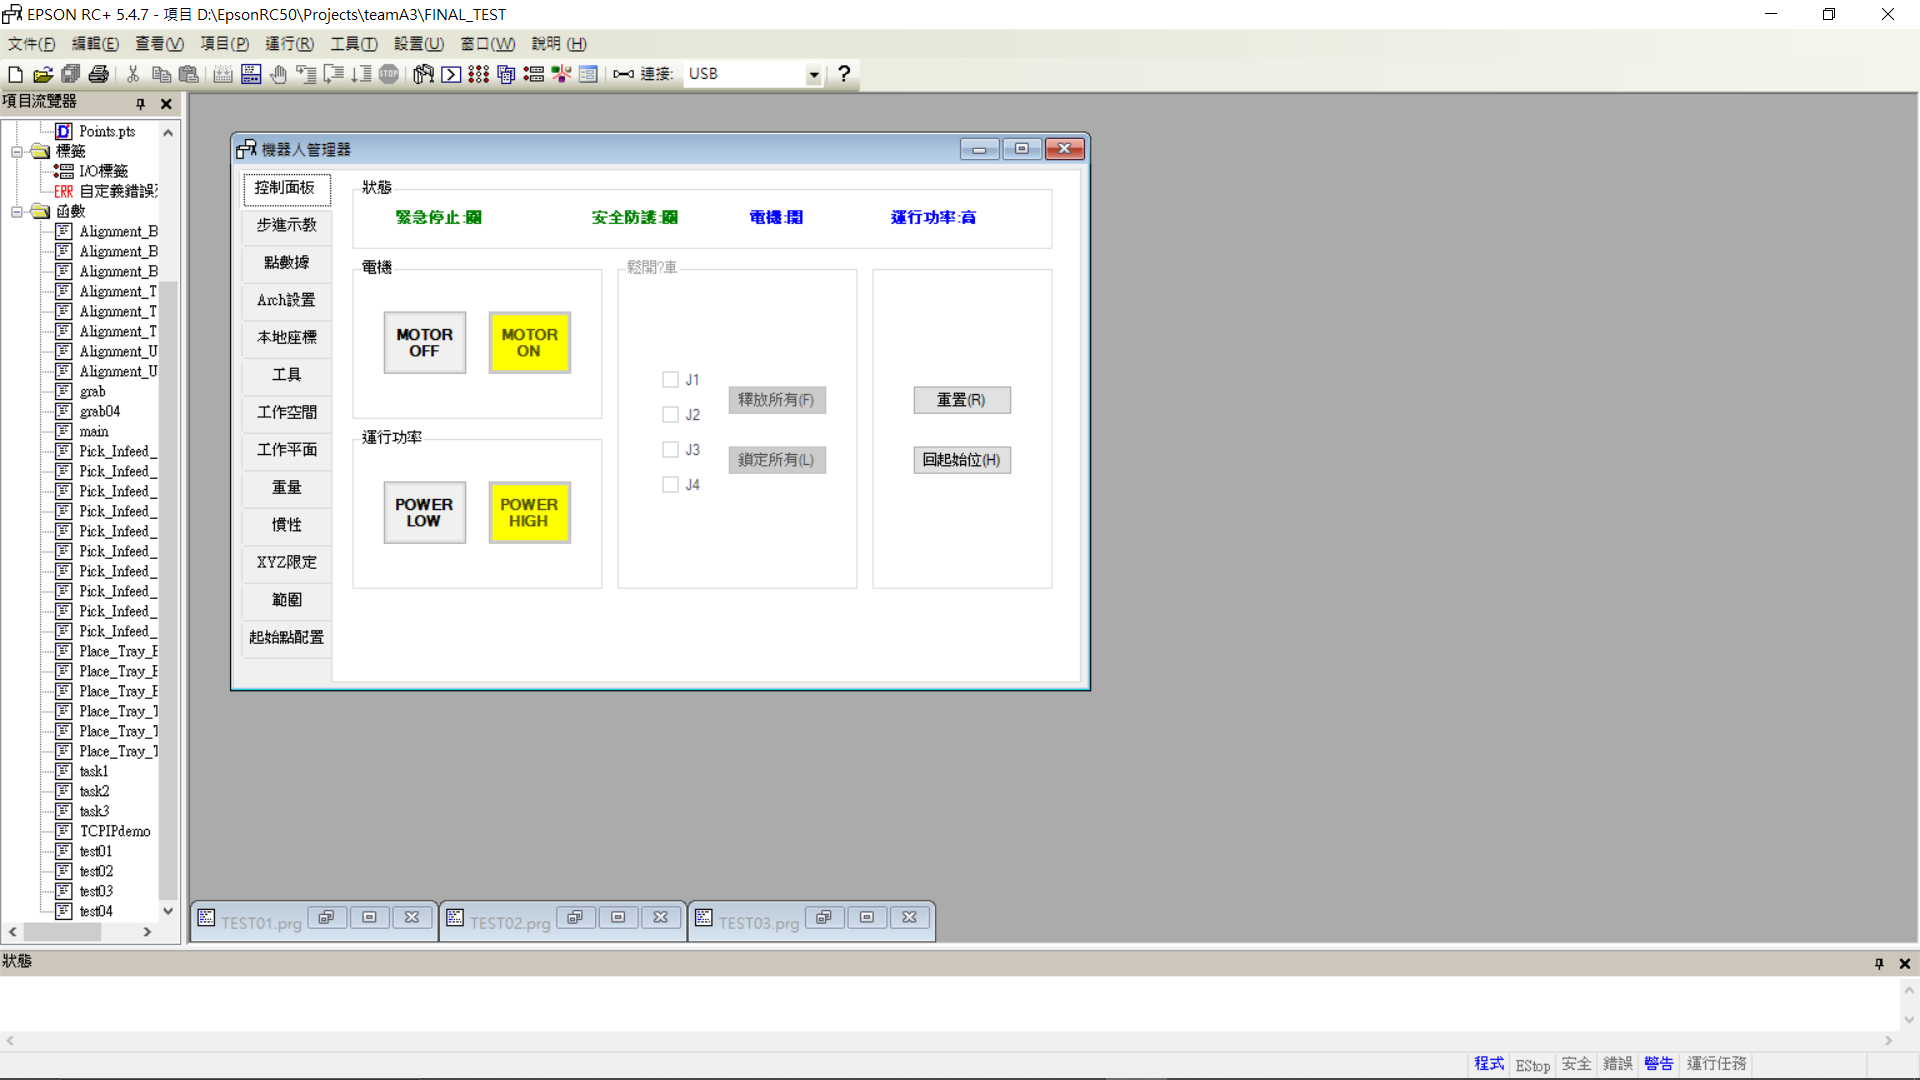 EPSON RC+ 5.4.7 - 項目 D:\EpsonRC50\Projects\teamA3\FINAL_TEST
文件(F) 編輯(E) 查看(V) 項目(P) 運行(R) 工具(T) 設置(U) 窗口(W) 說明 (H)
STOP 連接: USB ?
項目流覽器
Points.pts
標籤
I/O標籤
ERR 自定義錯誤
函數
Alignment_B
Alignment_B
Alignment_B
Alignment_T
Alignment_T
Alignment_T
Alignment_U
Alignment_U
grab
grab04
main
Pick_Infeed_
Pick_Infeed_
Pick_Infeed_
Pick_Infeed_
Pick_Infeed_
Pick_Infeed_
Pick_Infeed_
Pick_Infeed_
Pick_Infeed_
Pick_Infeed_
Place_Tray_
Place_Tray_
Place_Tray_
Place_Tray_T
Place_Tray_T
Place_Tray_T
task1
task2
task3
TCPIPdemo
test01
test02
test03
test04
機器人管理器
控制面板
步進示教
點數據
Arch設置
本地座標
工具
工作空間
工作平面
重量
慣性
XYZ限定
範圍
起始點配置
狀態
緊急停止:關 安全防護:關 電機:開 運行功率:高
電機
MOTOR OFF
MOTOR ON
運行功率
POWER LOW
POWER HIGH
鬆開?車
J1
J2
J3
J4
釋放所有(F)
鎖定所有(L)
重置(R)
回起始位(H)
TEST01.prg
TEST02.prg
TEST03.prg
狀態
程式 EStop 安全 錯誤 警告 運行任務